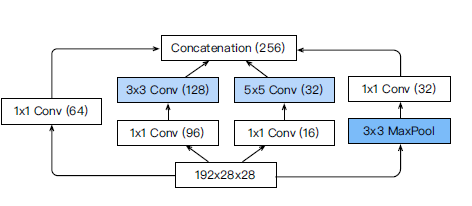 Concatenation (256)
3x3 Conv (128)
5x5 Conv (32)
1x1 Conv (32)
1x1 Conv (64)
1x1 Conv (96)
1x1 Conv (16)
3x3 MaxPool
192x28x28